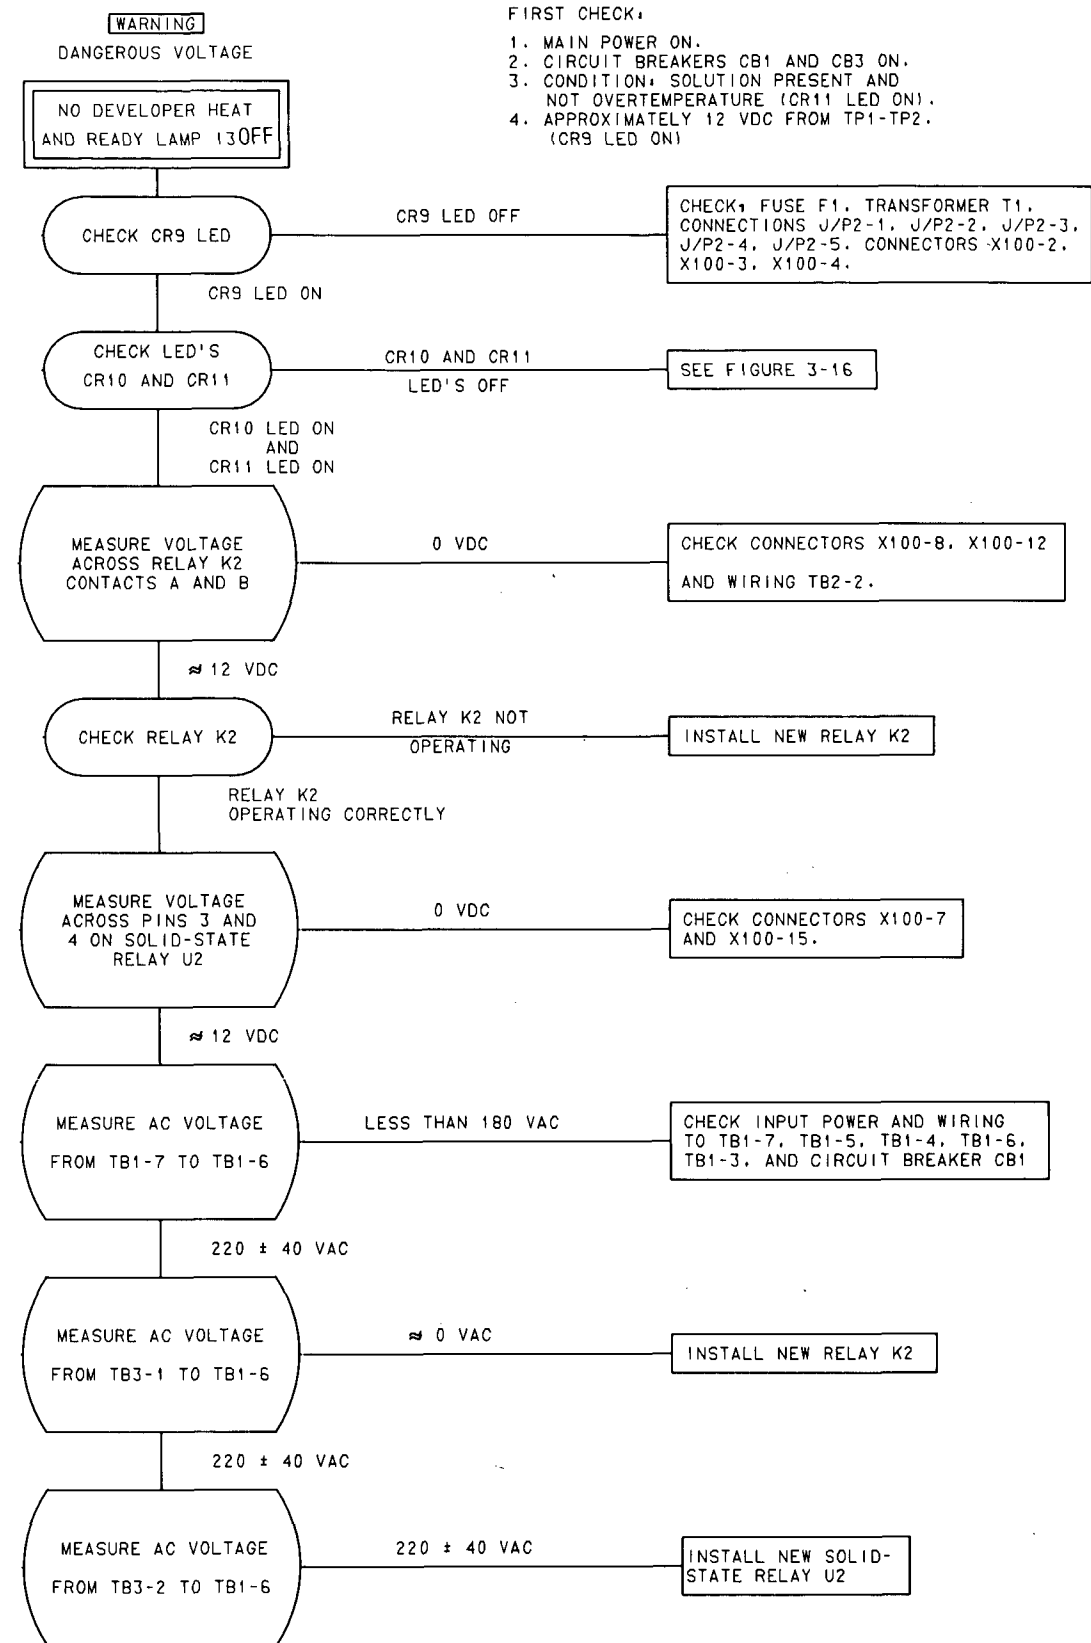 WARNING
DANGEROUS VOLTAGE
NO DEVELOPER HEAT
AND READY LAMP I3OFF
FIRST CHECK:
1. MAIN POWER ON.
2. CIRCUIT BREAKERS CB1 AND CB3 ON.
3. CONDITION: SOLUTION PRESENT AND
NOT OVERTEMPERATURE (CR11 LED ON).
4. APPROXIMATELY 12 VDC FROM TP1-TP2.
(CR9 LED ON)
CHECK CR9 LED
CR9 LED OFF
CHECK: FUSE F1. TRANSFORMER T1.
CONNECTIONS J/P2-1. J/P2-2. J/P2-3.
J/P2-4. J/P2-5. CONNECTORS X100-2.
X100-3. X100-4.
CR9 LED ON
CHECK LED'S
CR10 AND CR11
CR10 AND CR11
LED'S OFF
SEE FIGURE 3-16
CR10 LED ON
AND
CR11 LED ON
MEASURE VOLTAGE
ACROSS RELAY K2
CONTACTS A AND B
0 VDC
CHECK CONNECTORS X100-8. X100-12
AND WIRING TB2-2.
≈ 12 VDC
CHECK RELAY K2
RELAY K2 NOT
OPERATING
INSTALL NEW RELAY K2
RELAY K2
OPERATING CORRECTLY
MEASURE VOLTAGE
ACROSS PINS 3 AND
4 ON SOLID-STATE
RELAY U2
0 VDC
CHECK CONNECTORS X100-7
AND X100-15.
≈ 12 VDC
MEASURE AC VOLTAGE
FROM TB1-7 TO TB1-6
LESS THAN 180 VAC
CHECK INPUT POWER AND WIRING
TO TB1-7. TB1-5. TB1-4. TB1-6.
TB1-3. AND CIRCUIT BREAKER CB1
220 ± 40 VAC
MEASURE AC VOLTAGE
FROM TB3-1 TO TB1-6
≈ 0 VAC
INSTALL NEW RELAY K2
220 ± 40 VAC
MEASURE AC VOLTAGE
FROM TB3-2 TO TB1-6
220 ± 40 VAC
INSTALL NEW SOLID-
STATE RELAY U2